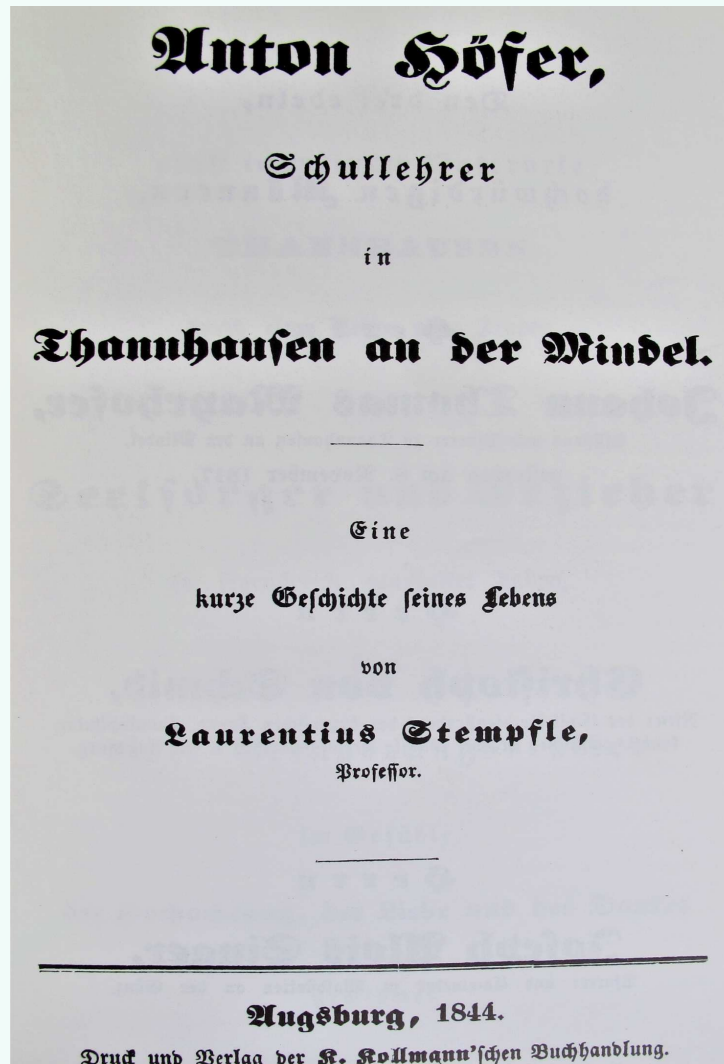 Anton Höfer,
Schullehrer
in
Thannhausen an der Mindel.
Eine
kurze Geschichte seines Lebens
von
Laurentius Stempfle,
Professor.
Augsburg, 1844.
Druck und Verlag der K. Kollmann'schen Buchhandlung.